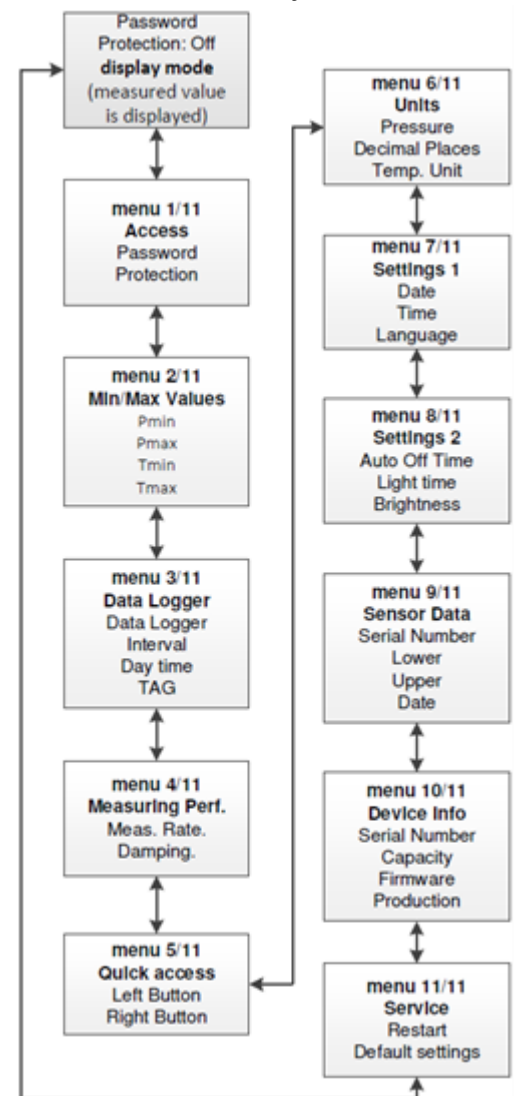 Password
Protection: Off
display mode
(measured value
is displayed)
menu 1/11
Access
Password
Protection
menu 2/11
Min/Max Values
Pmin
Pmax
Tmin
Tmax
menu 3/11
Data Logger
Data Logger
Interval
Day time
TAG
menu 4/11
Measuring Perf.
Meas. Rate.
Damping.
menu 5/11
Quick access
Left Button
Right Button
menu 6/11
Units
Pressure
Decimal Places
Temp. Unit
menu 7/11
Settings 1
Date
Time
Language
menu 8/11
Settings 2
Auto Off Time
Light time
Brightness
menu 9/11
Sensor Data
Serial Number
Lower
Upper
Date
menu 10/11
Device Info
Serial Number
Capacity
Firmware
Production
menu 11/11
Service
Restart
Default settings